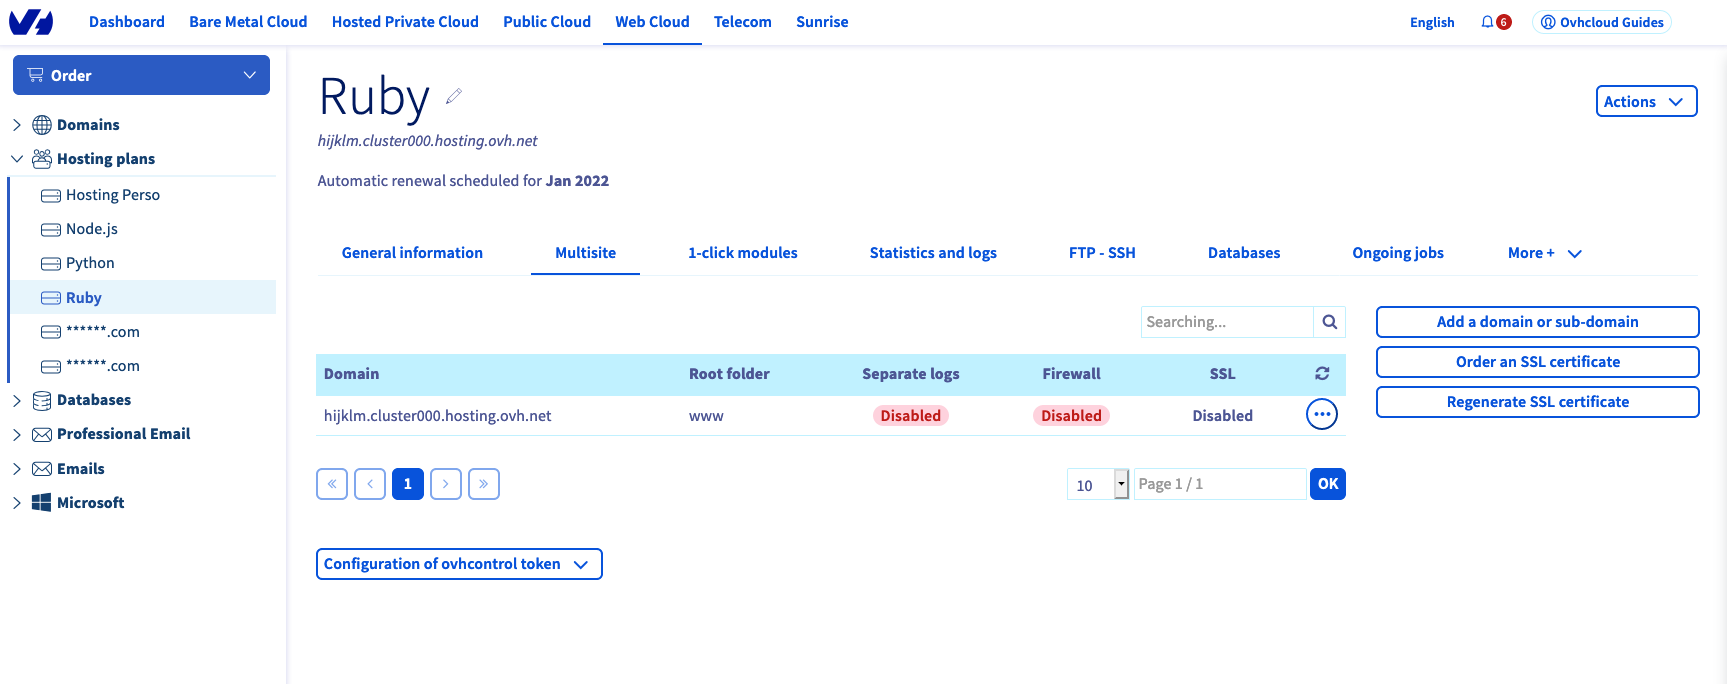 Dashboard Bare Metal Cloud Hosted Private Cloud Public Cloud Web Cloud Telecom Sunrise English 6 Ovhcloud Guides
Order
Domains
Hosting plans
Hosting Perso
Node.js
Python
Ruby
******.com
******.com
Databases
Professional Email
Emails
Microsoft
Ruby
Actions
hijklm.cluster000.hosting.ovh.net
Automatic renewal scheduled for Jan 2022
General information Multisite 1-click modules Statistics and logs FTP - SSH Databases Ongoing jobs More +
Searching...
Add a domain or sub-domain
Order an SSL certificate
Regenerate SSL certificate
Domain Root folder Separate logs Firewall SSL
hijklm.cluster000.hosting.ovh.net www Disabled Disabled Disabled
« ‹ 1 › » 10 Page 1 / 1 OK
Configuration of ovhcontrol token